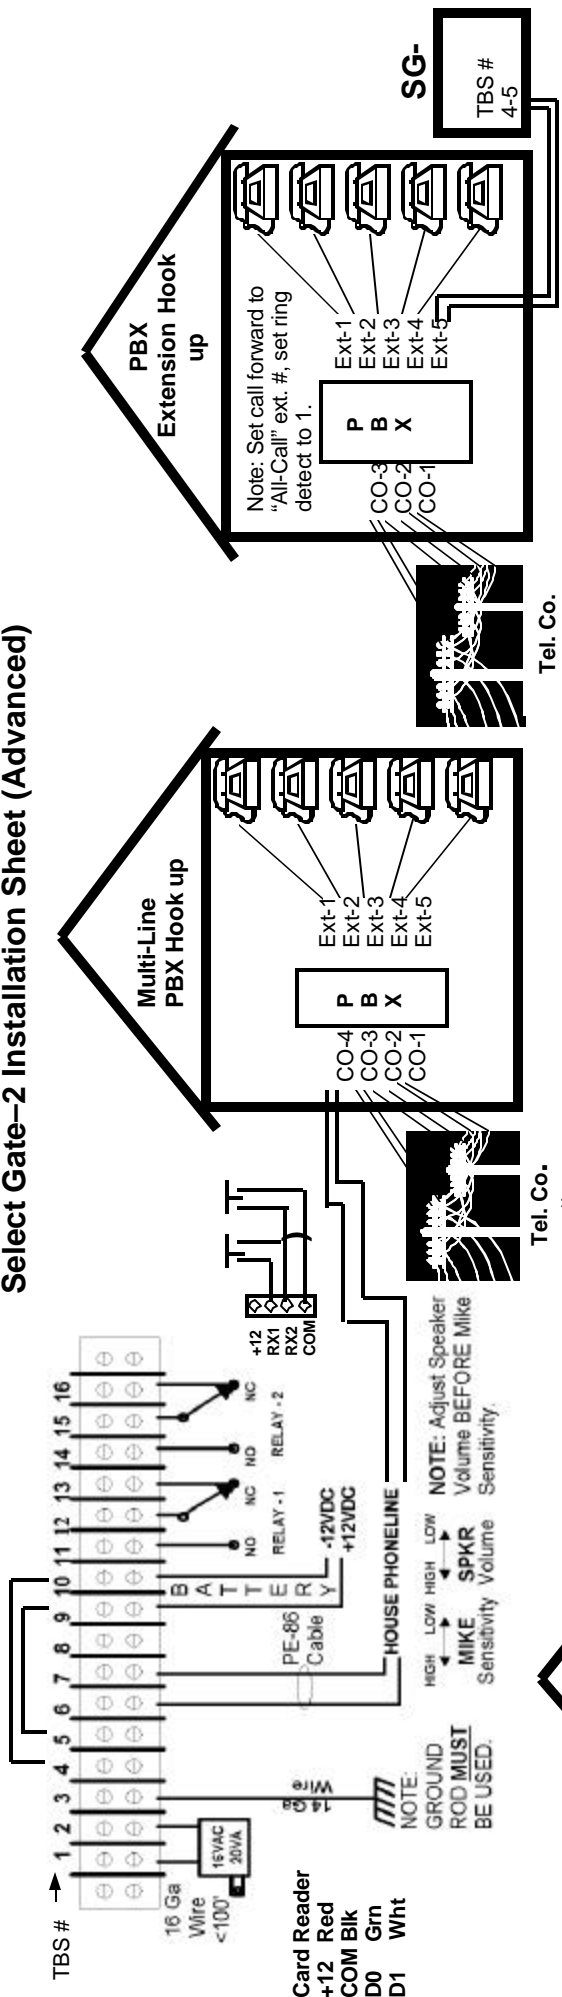 Select Gate–2 Installation Sheet (Advanced)
TBS #
1 2 3 4 5 6 7 8 9 10 11 12 13 14 15 16
16 Ga
Wire
<100'
16VAC
20VA
14 Ga
Wire
NOTE:
GROUND
ROD MUST
BE USED.
Card Reader
+12 Red
COM Blk
D0 Grn
D1 Wht
PE-86
Cable
BATTERY
-12VDC
+12VDC
HOUSE PHONELINE
NO
NC
RELAY - 1
NO
NC
RELAY - 2
HIGH LOW
MIKE
Sensitivity
HIGH LOW
SPKR
Volume
NOTE: Adjust Speaker
Volume BEFORE Mike
Sensitivity.
+12
RX1
RX2
COM
Multi-Line
PBX Hook up
CO-4
CO-3
CO-2
CO-1
P
B
X
Ext-1
Ext-2
Ext-3
Ext-4
Ext-5
Tel. Co.
PBX
Extension Hook
up
Note: Set call forward to
“All-Call” ext. #, set ring
detect to 1.
CO-3
CO-2
CO-1
P
B
X
Ext-1
Ext-2
Ext-3
Ext-4
Ext-5
Tel. Co.
SG-
TBS #
4-5